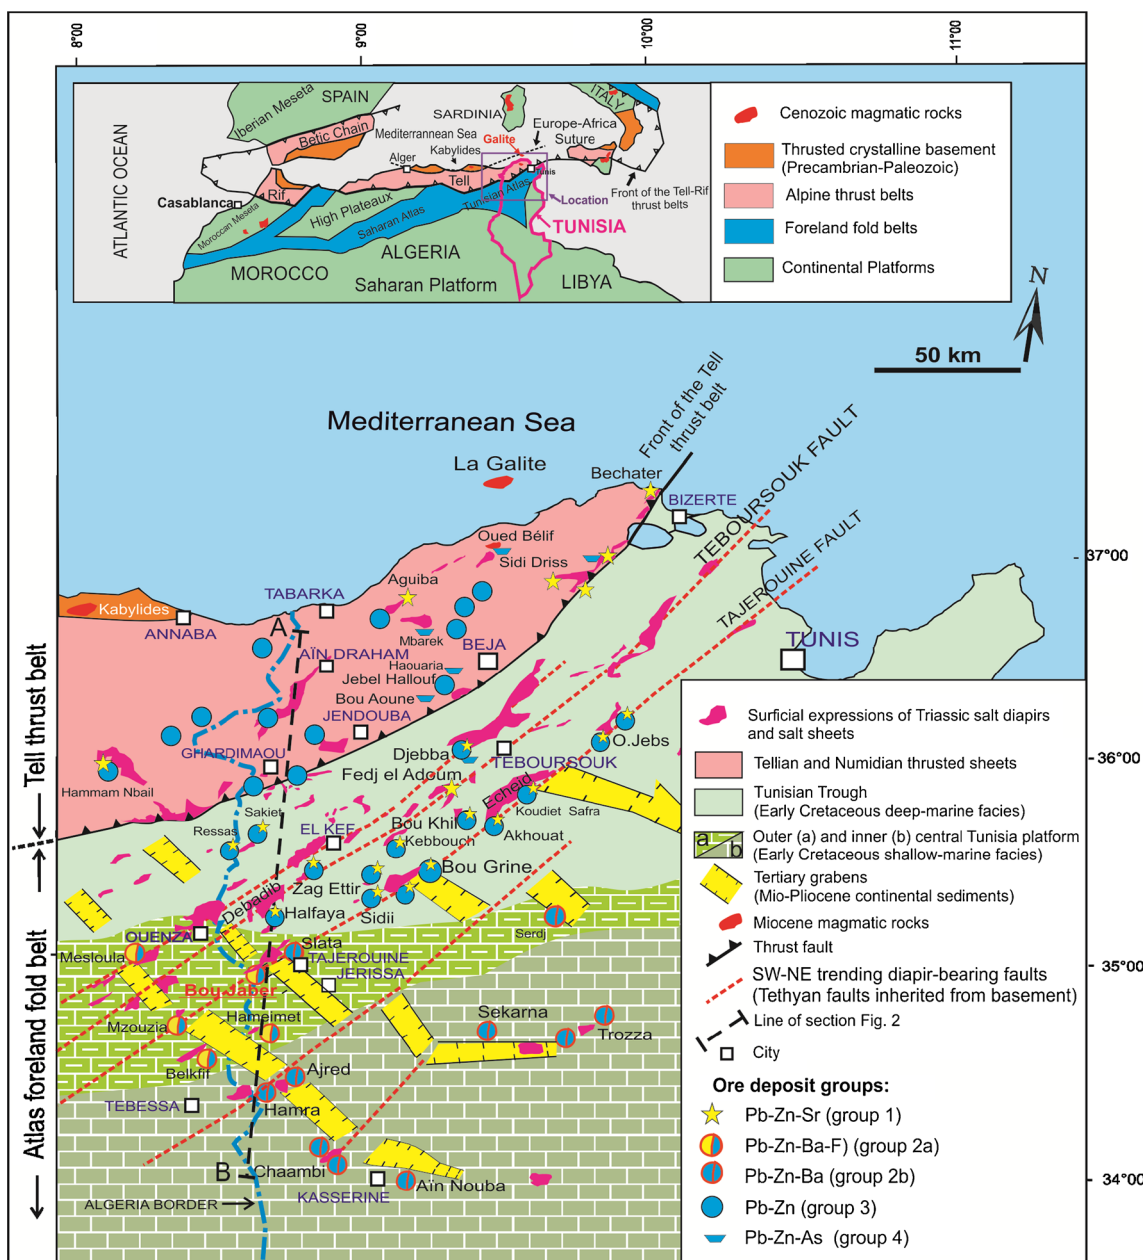 8°00
9°00
10°00
11°00
SPAIN
Iberian Meseta
Betic Chain
SARDINIA
ITALY
Mediterranean Sea
Kabylides
Galite
Europe-Africa
Suture
Alger
Tunis
Tell
Rif
Tunisian Atlas
Location
Front of the Tell-Rif
thrust belts
ATLANTIC OCEAN
Casablanca
Moroccan Meseta
High Plateaux
Saharan Atlas
TUNISIA
ALGERIA
MOROCCO
Saharan Platform
LIBYA
Cenozoic magmatic rocks
Thrusted crystalline basement
(Precambrian-Paleozoic)
Alpine thrust belts
Foreland fold belts
Continental Platforms
N
50 km
Mediterranean Sea
La Galite
Front of the Tell
thrust belt
Bechater
BIZERTE
TEBOURSOUK FAULT
TAJEROUINE FAULT
37°00
Oued Bélif
Sidi Driss
Aguiba
TABARKA
Kabylides
ANNABA
A
Mbarek
BEJA
TUNIS
AÏN DRAHAM
Haouaria
Jebel Hallouf
Bou Aoune
JENDOUBA
GHARDIMAOU
Djebba
TEBOURSOUK
O.Jebs
36°00
Hammam Nbail
Fedj el Adoum
Echeid
Koudiet Safra
Sakiet
Ressas
EL KEF
Bou Khil
Akhouat
Kebbouch
Bou Grine
Zag Ettir
Debadib
Halfaya
Sidii
Serdj
OUENZA
Mesloula
Slata
TAJEROUINE
JERISSA
35°00
Bou Jaber
Hameimet
Mzouzia
Sekarna
Trozza
Belkfif
Ajred
TEBESSA
Hamra
B
Chaambi
KASSERINE
Aïn Nouba
34°00
ALGERIA BORDER
Tell thrust belt
Atlas foreland fold belt
Surficial expressions of Triassic salt diapirs
and salt sheets
Tellian and Numidian thrusted sheets
Tunisian Trough
(Early Cretaceous deep-marine facies)
a
b
Outer (a) and inner (b) central Tunisia platform
(Early Cretaceous shallow-marine facies)
Tertiary grabens
(Mio-Pliocene continental sediments)
Miocene magmatic rocks
Thrust fault
SW-NE trending diapir-bearing faults
(Tethyan faults inherited from basement)
Line of section Fig. 2
City
Ore deposit groups:
Pb-Zn-Sr (group 1)
Pb-Zn-Ba-F) (group 2a)
Pb-Zn-Ba (group 2b)
Pb-Zn (group 3)
Pb-Zn-As (group 4)